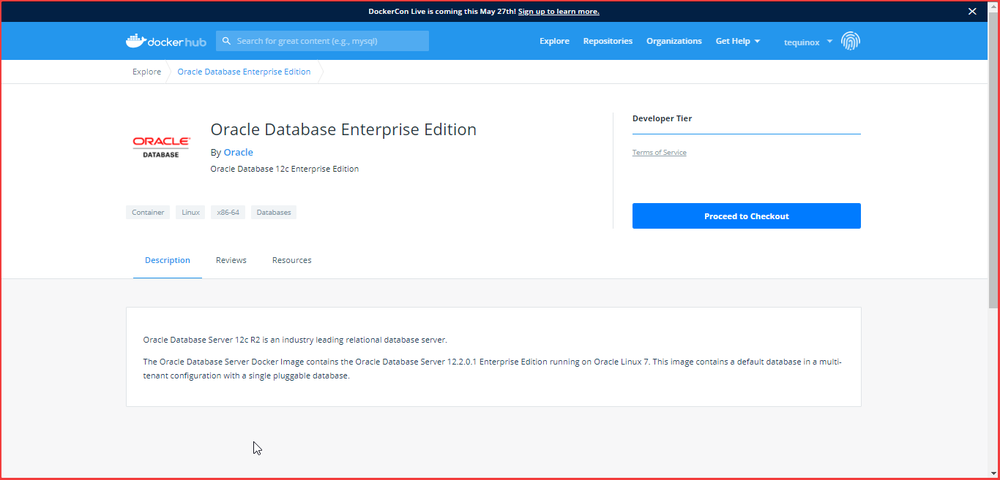 DockerCon Live is coming this May 27th! Sign up to learn more.
dockerhub
Search for great content (e.g., mysql)
Explore
Repositories
Organizations
Get Help
tequinox
Explore
Oracle Database Enterprise Edition
ORACLE
DATABASE
Oracle Database Enterprise Edition
By Oracle
Oracle Database 12c Enterprise Edition
Container
Linux
x86-64
Databases
Developer Tier
Terms of Service
Proceed to Checkout
Description
Reviews
Resources
Oracle Database Server 12c R2 is an industry leading relational database server.
The Oracle Database Server Docker Image contains the Oracle Database Server 12.2.0.1 Enterprise Edition running on Oracle Linux 7. This image contains a default database in a multi-
tenant configuration with a single pluggable database.